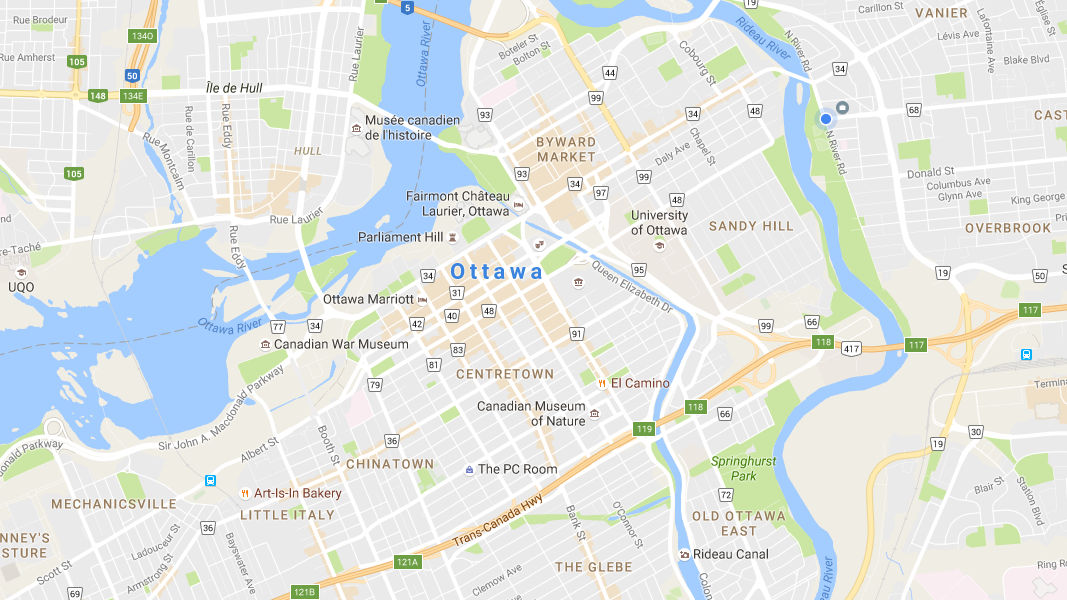 Rue Brodeur
134O
105
50
Rue Amherst
148
134E
Île de Hull
Rue Laurier
5
Ottawa River
Boteler St
Bolton St
44
99
Cobourg St
19
Rideau River
N River Rd
Carillon St
VANIER
Lévis Ave
Lafontaine Ave
Blake Blvd
34
68
48
34
93
Musée canadien
de l'histoire
Rue Montcalm
Rue de Carillon
Rue Eddy
HULL
105
BYWARD
MARKET
Daly Ave
Chapel St
N River Rd
93
34
97
99
48
Donald St
Columbus Ave
Glynn Ave
King George
OVERBROOK
Fairmont Château
Laurier, Ottawa
Rue Laurier
University
of Ottawa
SANDY HILL
Parliament Hill
Rue Eddy
UQO
Ottawa
Queen Elizabeth Dr
95
19
50
34
31
Ottawa Marriott
48
40
42
Ottawa River
77
34
91
99
66
118
417
117
117
Canadian War Museum
83
81
CENTRETOWN
79
El Camino
Sir John A. Macdonald Parkway
Canadian Museum
of Nature
118
66
119
30
19
36
Albert St
Booth St
CHINATOWN
The PC Room
Springhurst
Park
Art-Is-In Bakery
MECHANICSVILLE
LITTLE ITALY
72
Blair St
Station Blvd
Trans-Canada Hwy
Bank St
O'Connor St
OLD OTTAWA
EAST
36
Ladouceur St
Bayswater Ave
Rideau Canal
Scott St
Armstrong St
121A
Clemow Ave
THE GLEBE
69
121B